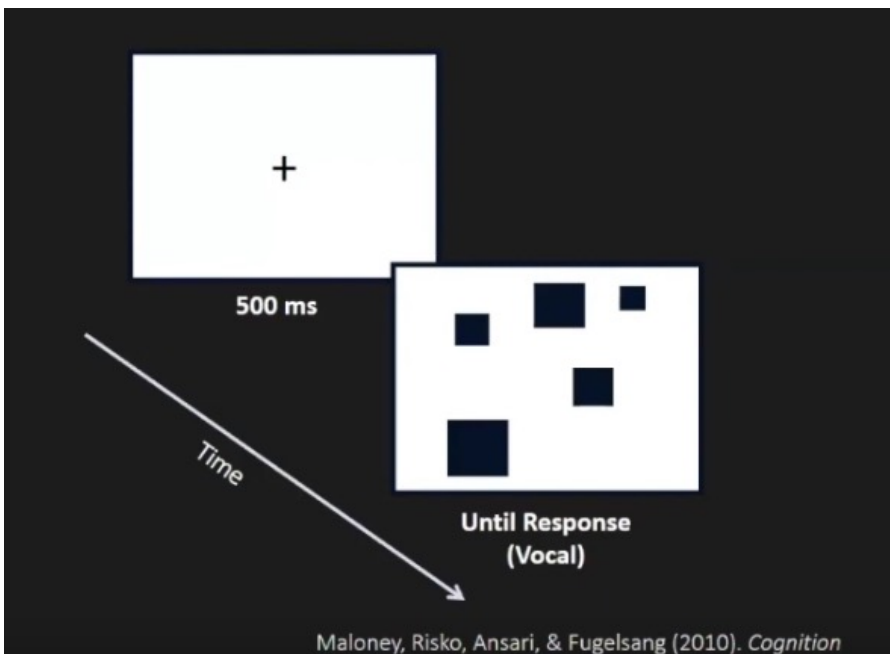 500 ms
Time
Until Response
(Vocal)
Maloney, Risko, Ansari, & Fugelsang (2010). Cognition